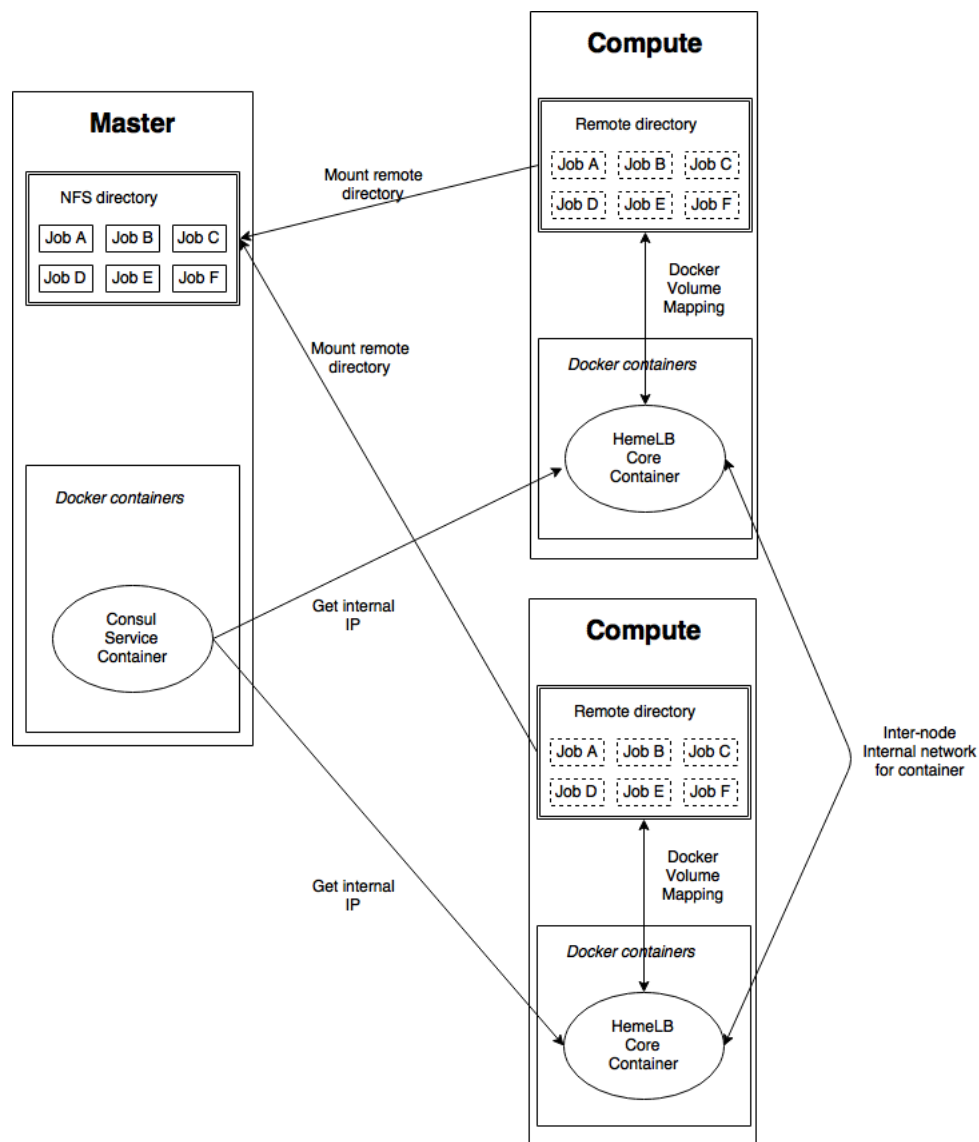 Master
NFS directory
Job A Job B Job C
Job D Job E Job F
Docker containers
Consul
Service
Container
Mount remote
directory
Mount remote
directory
Get internal
IP
Get internal
IP
Compute
Remote directory
Job A Job B Job C
Job D Job E Job F
Docker
Volume
Mapping
Docker containers
HemeLB
Core
Container
Compute
Remote directory
Job A Job B Job C
Job D Job E Job F
Docker
Volume
Mapping
Docker containers
HemeLB
Core
Container
Inter-node
Internal network
for container